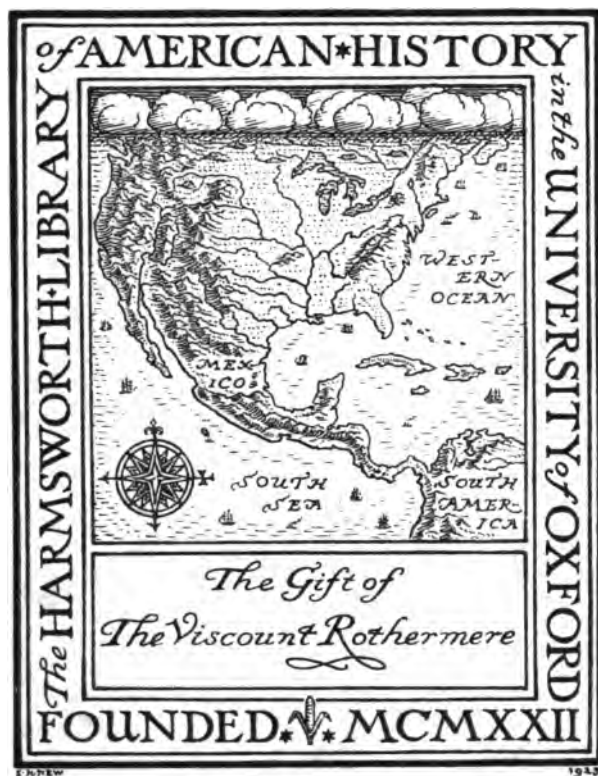 The HARMSWORTH·LIBRARY
of AMERICAN*HISTORY
in the UNIVERSITY of OXFORD
WEST-
ERN
OCEAN
MEX-
ICO
SOUTH
SEA
SOUTH
AMER-
ICA
The Gift of
The Viscount Rothermere
FOUNDED * * MCMXXII
E·H·NEW